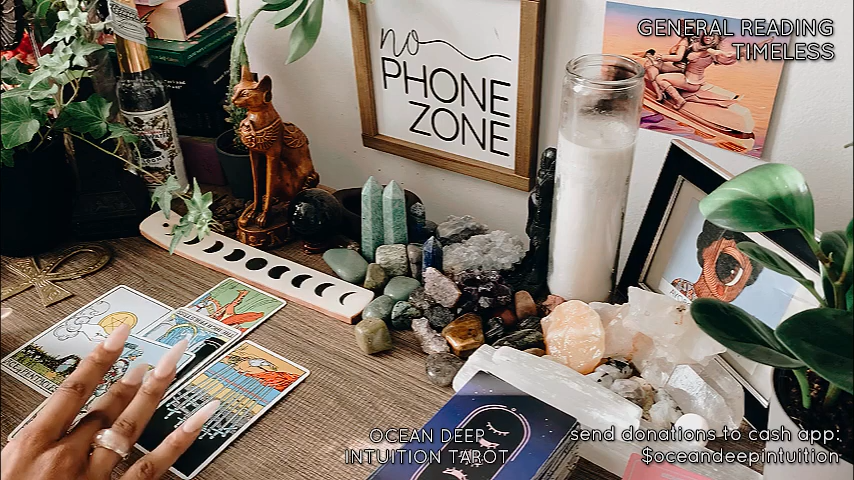 GENERAL READING
TIMELESS
no
PHONE
ZONE
OCEAN DEEP
INTUITION TAROT
send donations to cash app:
$oceandeepintuition